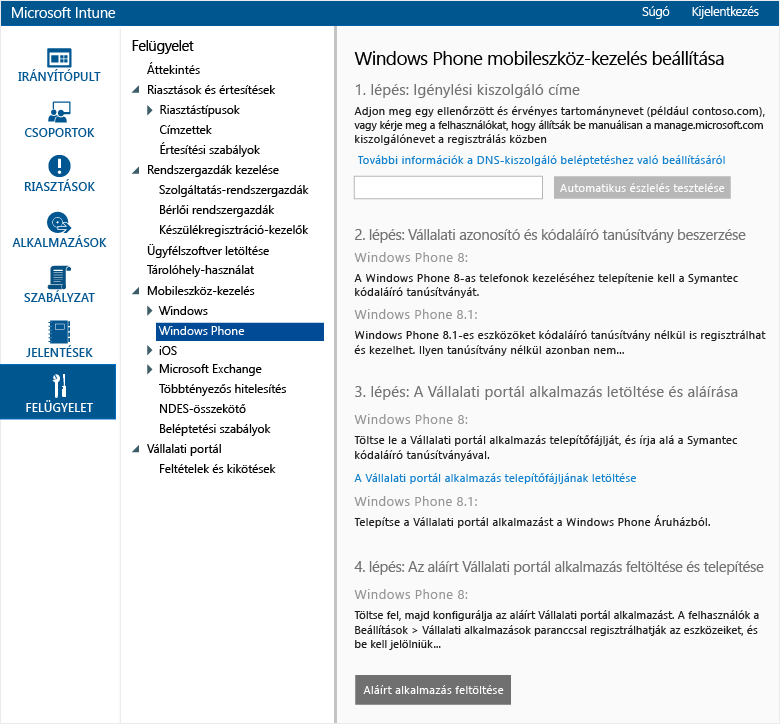 Microsoft Intune
Súgó
Kijelentkezés
IRÁNYÍTÓPULT
CSOPORTOK
RIASZTÁSOK
ALKALMAZÁSOK
SZABÁLYZAT
JELENTÉSEK
FELÜGYELET
Felügyelet
Áttekintés
Riasztások és értesítések
Riasztástípusok
Címzettek
Értesítési szabályok
Rendszergazdák kezelése
Szolgáltatás-rendszergazdák
Bérlői rendszergazdák
Készülékregisztráció-kezelők
Ügyfélszoftver letöltése
Tárolóhely-használat
Mobileszköz-kezelés
Windows
Windows Phone
iOS
Microsoft Exchange
Többtényezős hitelesítés
NDES-összekötő
Beléptetési szabályok
Vállalati portál
Feltételek és kikötések
Windows Phone mobileszköz-kezelés beállítása
1. lépés: Igénylési kiszolgáló címe
Adjon meg egy ellenőrzött és érvényes tartománynevet (például contoso.com),
vagy kérje meg a felhasználókat, hogy állítsák be manuálisan a manage.microsoft.com
kiszolgálónevet a regisztrálás közben
További információk a DNS-kiszolgáló beléptetéshez való beállításáról
Automatikus észlelés tesztelése
2. lépés: Vállalati azonosító és kódaláíró tanúsítvány beszerzése
Windows Phone 8:
A Windows Phone 8-as telefonok kezeléséhez telepítenie kell a Symantec
kódaláíró tanúsítványát.
Windows Phone 8.1:
Windows Phone 8.1-es eszközöket kódaláíró tanúsítvány nélkül is regisztrálhat
és kezelhet. Ilyen tanúsítvány nélkül azonban nem...
3. lépés: A Vállalati portál alkalmazás letöltése és aláírása
Windows Phone 8:
Töltse le a Vállalati portál alkalmazás telepítőfájlját, és írja alá a Symantec
kódaláíró tanúsítványával.
A Vállalati portál alkalmazás telepítőfájljának letöltése
Windows Phone 8.1:
Telepítse a Vállalati portál alkalmazást a Windows Phone Áruházból.
4. lépés: Az aláírt Vállalati portál alkalmazás feltöltése és telepítése
Windows Phone 8:
Töltse fel, majd konfigurálja az aláírt Vállalati portál alkalmazást. A felhasználók a
Beállítások > Vállalati alkalmazások paranccsal regisztrálhatják az eszközeiket, és
be kell jelölniük...
Aláírt alkalmazás feltöltése